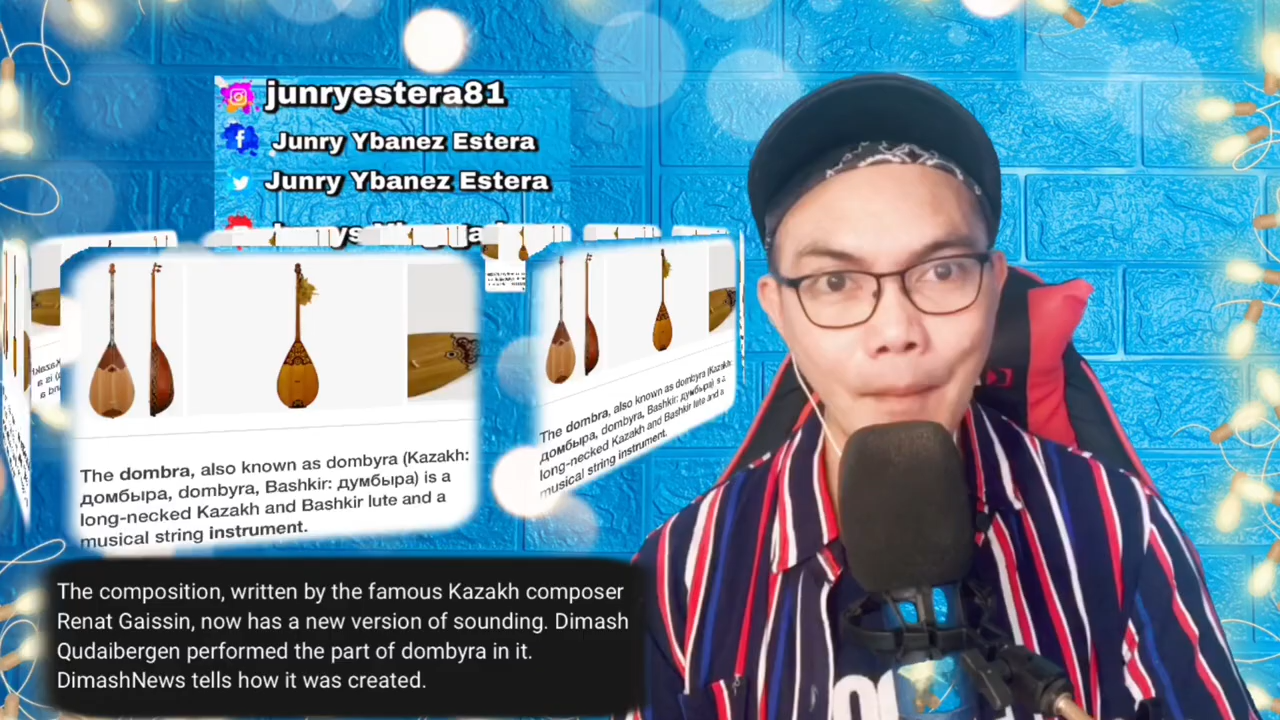 junryestera81
Junry Ybanez Estera
Junry Ybanez Estera
The dombra, also known as dombyra (Kazakh:
домбыра, dombyra, Bashkir: думбыра) is a
long-necked Kazakh and Bashkir lute and a
musical string instrument.
The dombra, also known as dombyra (Kazakh:
домбыра, dombyra, Bashkir: думбыра) is a
long-necked Kazakh and Bashkir lute and a
musical string instrument.
The composition, written by the famous Kazakh composer
Renat Gaissin, now has a new version of sounding. Dimash
Qudaibergen performed the part of dombyra in it.
DimashNews tells how it was created.